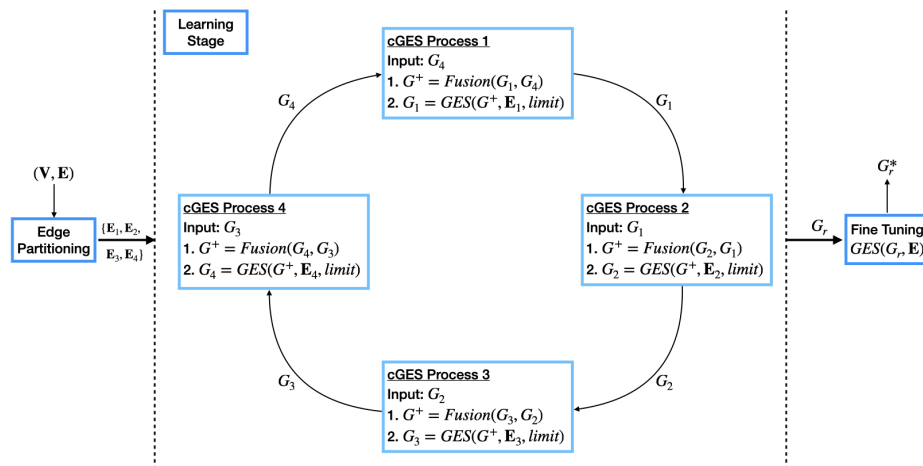 Learning
Stage
cGES Process 1
Input: G₄
1. G⁺ = Fusion(G₁, G₄)
2. G₁ = GES(G⁺, E₁, limit)
G₄
G₁
(V, E)
Edge
Partitioning
{E₁, E₂,
E₃, E₄}
cGES Process 4
Input: G₃
1. G⁺ = Fusion(G₄, G₃)
2. G₄ = GES(G⁺, E₄, limit)
cGES Process 2
Input: G₁
1. G⁺ = Fusion(G₂, G₁)
2. G₂ = GES(G⁺, E₂, limit)
Gᵣ
G*ᵣ
Fine Tuning
GES(Gᵣ, E)
G₃
G₂
cGES Process 3
Input: G₂
1. G⁺ = Fusion(G₃, G₂)
2. G₃ = GES(G⁺, E₃, limit)